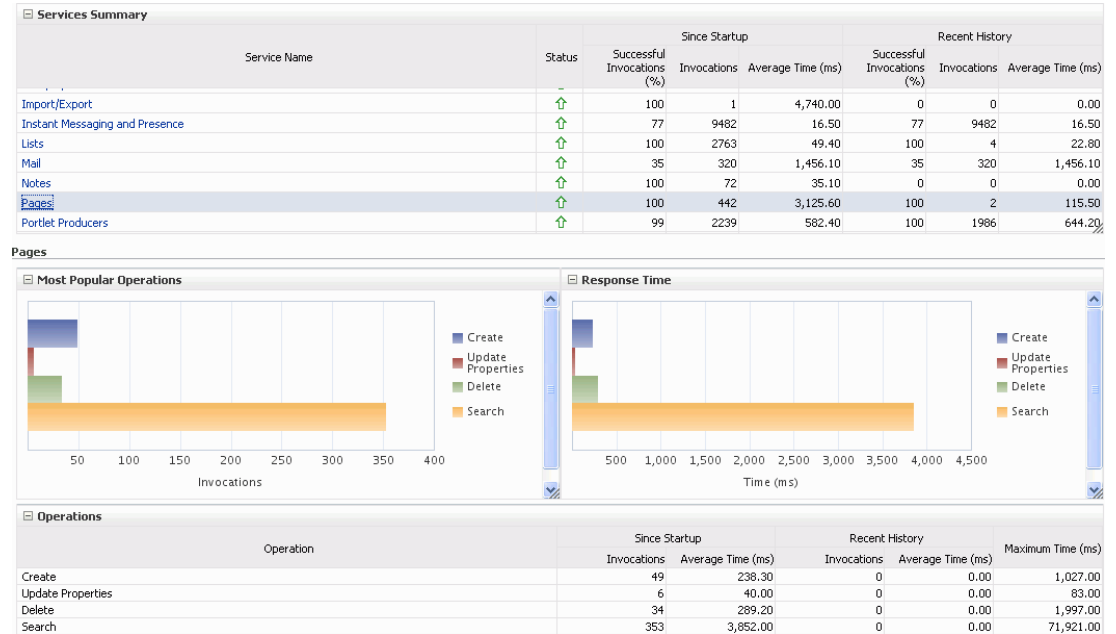 Services Summary
Service Name Status Since Startup Recent History
Successful Invocations (%) Invocations Average Time (ms) Successful Invocations (%) Invocations Average Time (ms)
Import/Export 100 1 4,740.00 0 0 0.00
Instant Messaging and Presence 77 9482 16.50 77 9482 16.50
Lists 100 2763 49.40 100 4 22.80
Mail 35 320 1,456.10 35 320 1,456.10
Notes 100 72 35.10 0 0 0.00
Pages 100 442 3,125.60 100 2 115.50
Portlet Producers 99 2239 582.40 100 1986 644.20
Pages
Most Popular Operations
Create
Update
Properties
Delete
Search
50 100 150 200 250 300 350 400
Invocations
Response Time
Create
Update
Properties
Delete
Search
500 1,000 1,500 2,000 2,500 3,000 3,500 4,000 4,500
Time (ms)
Operations
Operation Since Startup Recent History Maximum Time (ms)
Invocations Average Time (ms) Invocations Average Time (ms)
Create 49 238.30 0 0.00 1,027.00
Update Properties 6 40.00 0 0.00 83.00
Delete 34 289.20 0 0.00 1,997.00
Search 353 3,852.00 0 0.00 71,921.00